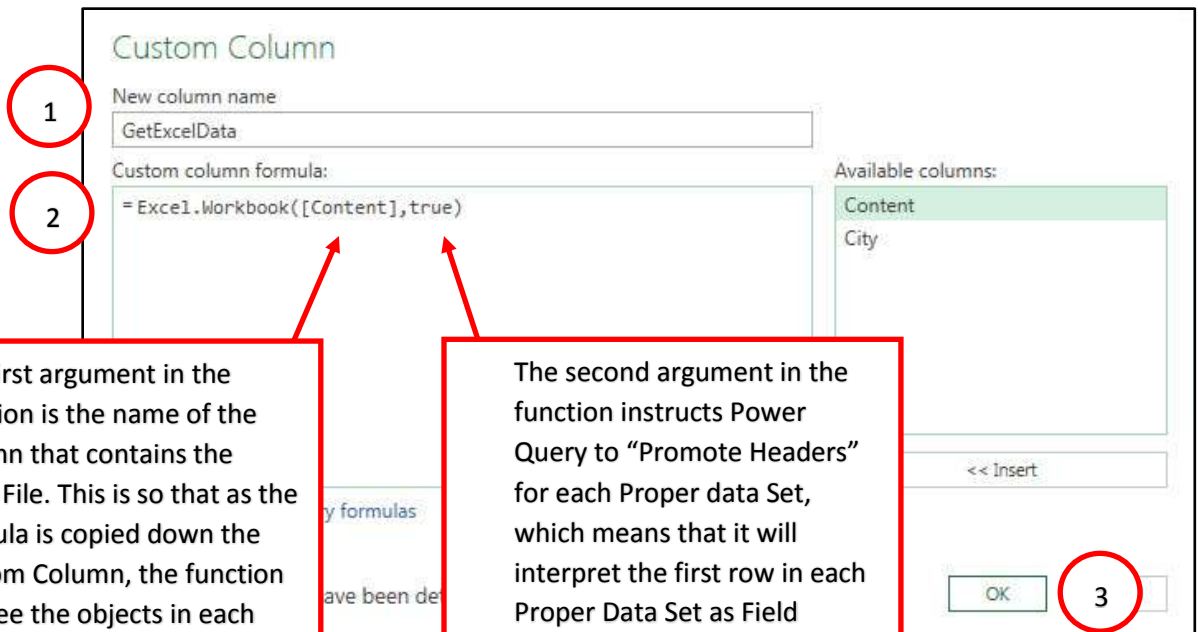 Custom Column
1
New column name
GetExcelData
2
Custom column formula:
= Excel.Workbook([Content],true)
Available columns:
Content
City
irst argument in the
ion is the name of the
nn that contains the
File. This is so that as the
ula is copied down the
om Column, the function
ee the objects in each
The second argument in the
function instructs Power
Query to “Promote Headers”
for each Proper data Set,
which means that it will
interpret the first row in each
Proper Data Set as Field
<< Insert
y formulas
ave been det
OK
3